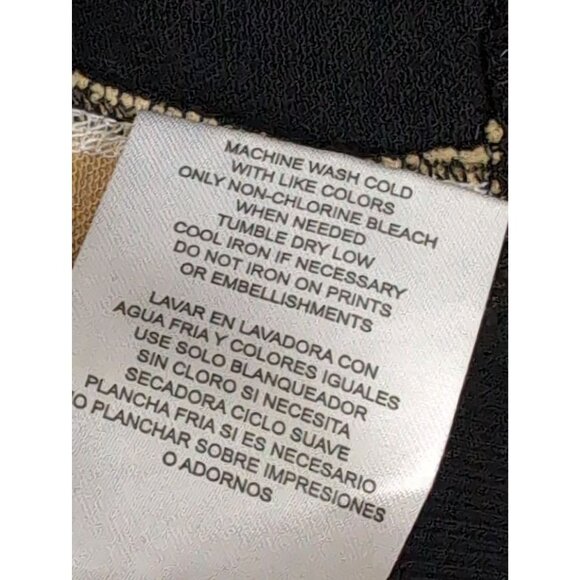 MACHINE WASH COLD
WITH LIKE COLORS
ONLY NON-CHLORINE BLEACH
WHEN NEEDED
TUMBLE DRY LOW
COOL IRON IF NECESSARY
DO NOT IRON ON PRINTS
OR EMBELLISHMENTS
LAVAR EN LAVADORA CON
AGUA FRIA Y COLORES IGUALES
USE SOLO BLANQUEADOR
SIN CLORO SI NECESITA
SECADORA CICLO SUAVE
PLANCHA FRIA SI ES NECESARIO
O PLANCHAR SOBRE IMPRESIONES
O ADORNOS